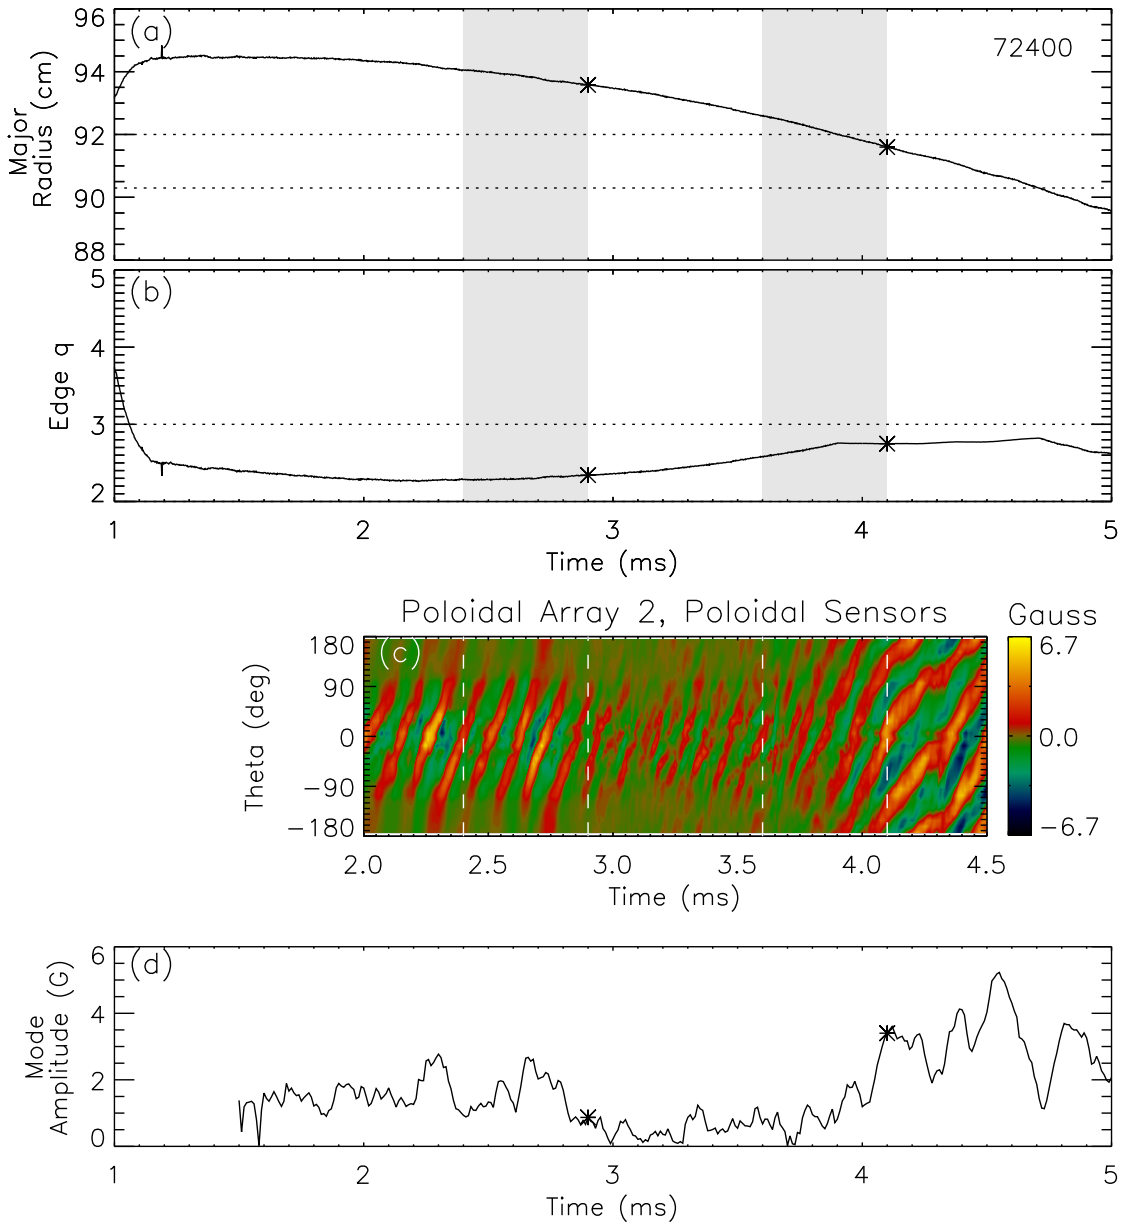 96
(a)
72400
94
Major
Radius (cm)
92
90
88
5
(b)
4
Edge q
3
2
1 2 3 4 5
Time (ms)
Poloidal Array 2, Poloidal Sensors
Gauss
180
(c)
6.7
90
Theta (deg)
0
0.0
−90
−180
−6.7
2.0 2.5 3.0 3.5 4.0 4.5
Time (ms)
6
(d)
4
Mode
Amplitude (G)
2
0
1 2 3 4 5
Time (ms)